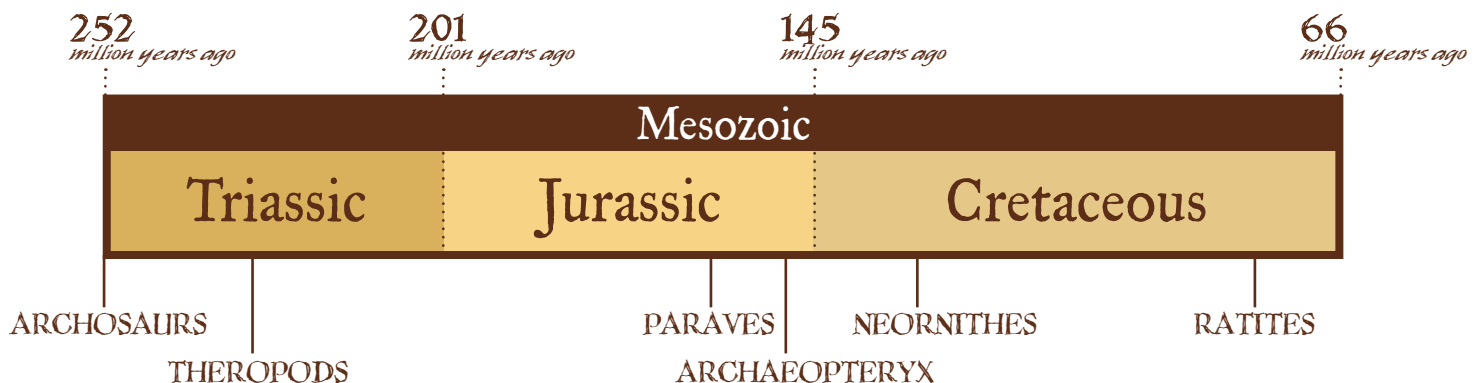 252
million years ago
201
million years ago
145
million years ago
66
million years ago
Mesozoic
Triassic
Jurassic
Cretaceous
ARCHOSAURS
THEROPODS
PARAVES
ARCHAEOPTERYX
NEORNITHES
RATITES